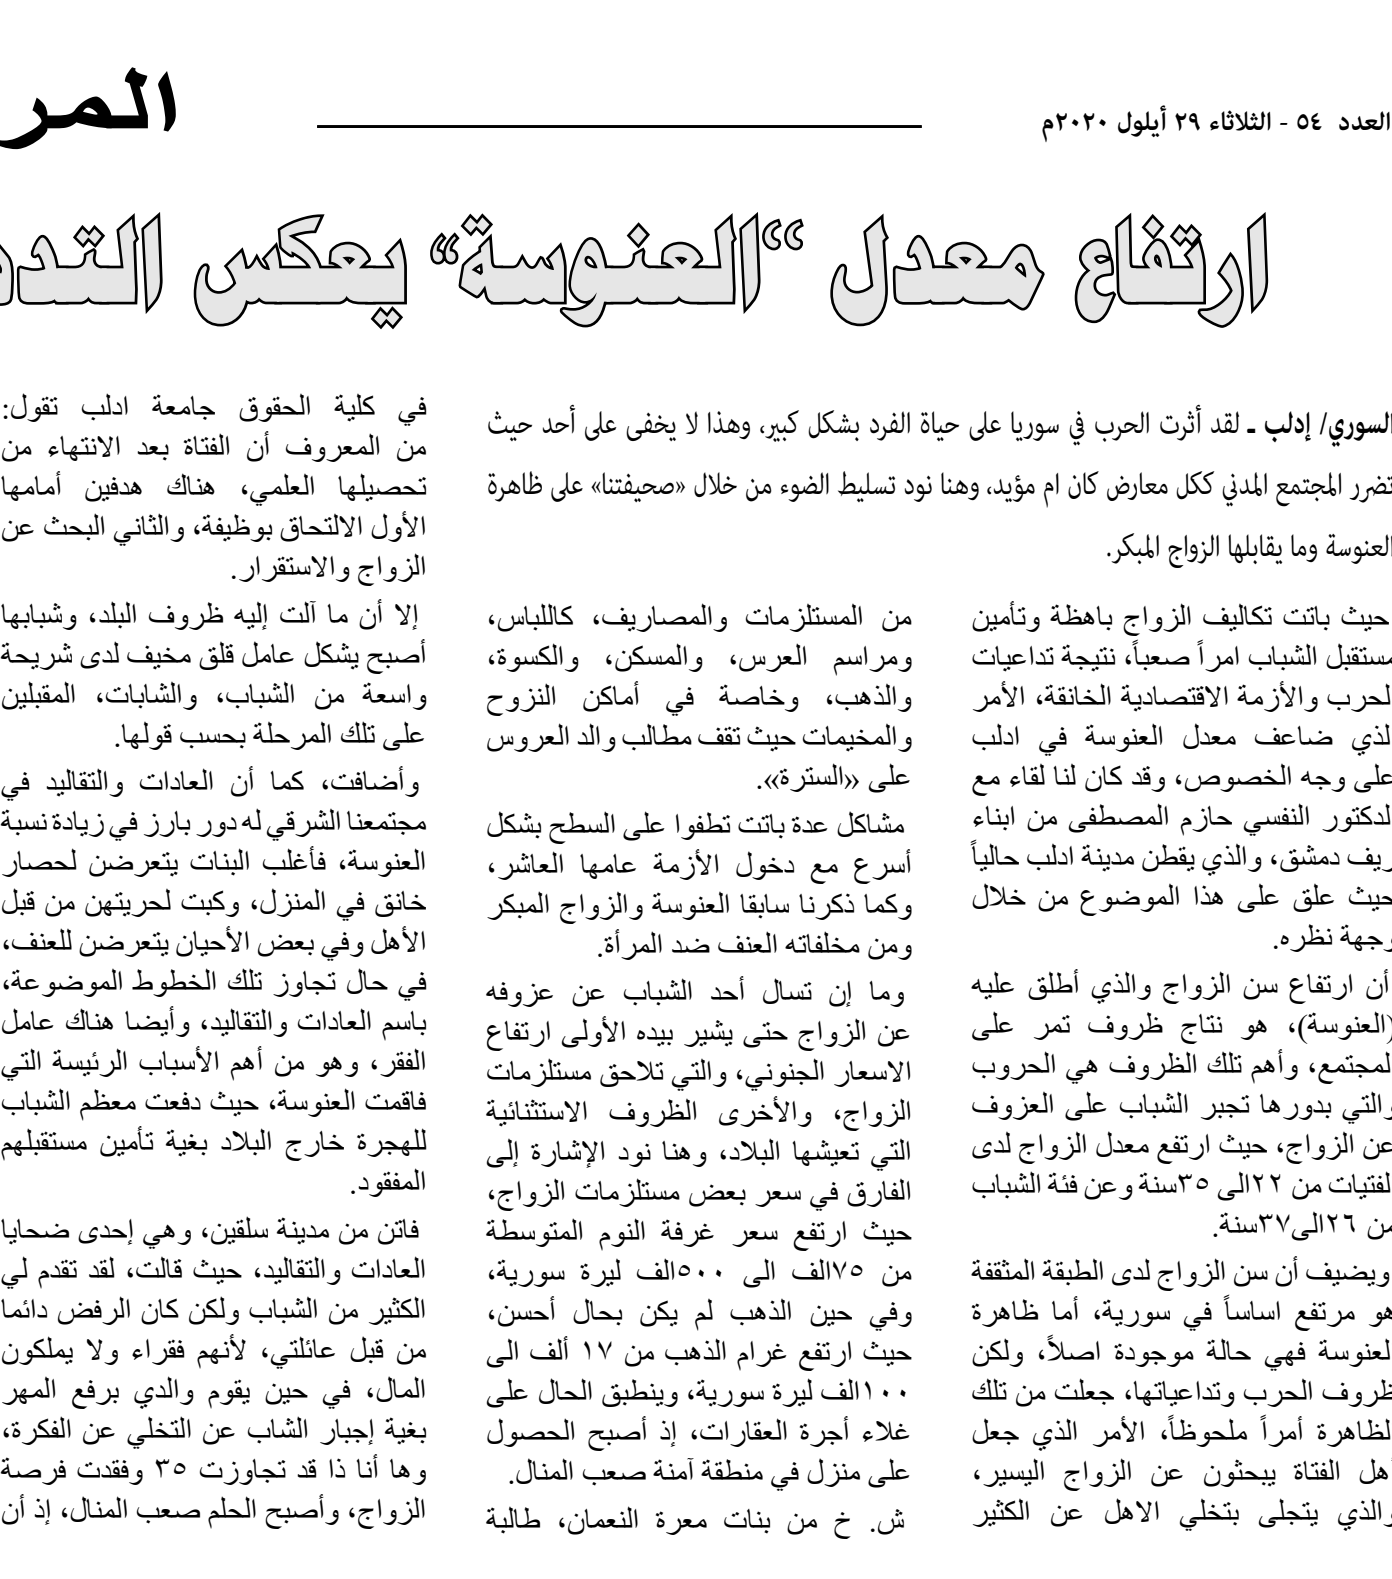 العدد ٥٤ - الثلاثاء ٢٩ أيلول ٢٠٢٠م
المر
ارتفاع معدل “العنوسة” يعكس التد
السوري/ إدلب ـ لقد أثرت الحرب في سوريا على حياة الفرد بشكل كبير، وهذا لا يخفى على أحد حيث
تضرر المجتمع المدني ككل معارض كان ام مؤيد، وهنا نود تسليط الضوء من خلال «صحيفتنا» على ظاهرة
العنوسة وما يقابلها الزواج المبكر.
حيث باتت تكاليف الزواج باهظة وتأمين
مستقبل الشباب امراً صعباً، نتيجة تداعيات
لحرب والأزمة الاقتصادية الخانقة، الأمر
لذي ضاعف معدل العنوسة في ادلب
على وجه الخصوص، وقد كان لنا لقاء مع
لدكتور النفسي حازم المصطفى من ابناء
ريف دمشق، والذي يقطن مدينة ادلب حالياً
حيث علق على هذا الموضوع من خلال
وجهة نظره.
أن ارتفاع سن الزواج والذي أطلق عليه
(العنوسة)، هو نتاج ظروف تمر على
لمجتمع، وأهم تلك الظروف هي الحروب
والتي بدورها تجبر الشباب على العزوف
عن الزواج، حيث ارتفع معدل الزواج لدى
لفتيات من ٢٢الى ٣٥سنة وعن فئة الشباب
من ٢٦الى٣٧سنة.
ويضيف أن سن الزواج لدى الطبقة المثقفة
هو مرتفع اساساً في سورية، أما ظاهرة
لعنوسة فهي حالة موجودة اصلاً، ولكن
ظروف الحرب وتداعياتها، جعلت من تلك
لظاهرة أمراً ملحوظاً، الأمر الذي جعل
أهل الفتاة يبحثون عن الزواج اليسير،
والذي يتجلى بتخلي الاهل عن الكثير
من المستلزمات والمصاريف، كاللباس،
ومراسم العرس، والمسكن، والكسوة،
والذهب، وخاصة في أماكن النزوح
والمخيمات حيث تقف مطالب والد العروس
على «السترة».
مشاكل عدة باتت تطفوا على السطح بشكل
أسرع مع دخول الأزمة عامها العاشر،
وكما ذكرنا سابقا العنوسة والزواج المبكر
ومن مخلفاته العنف ضد المرأة.
وما إن تسال أحد الشباب عن عزوفه
عن الزواج حتى يشير بيده الأولى ارتفاع
الاسعار الجنوني، والتي تلاحق مستلزمات
الزواج، والأخرى الظروف الاستثنائية
التي تعيشها البلاد، وهنا نود الإشارة إلى
الفارق في سعر بعض مستلزمات الزواج،
حيث ارتفع سعر غرفة النوم المتوسطة
من ٧٥الف الى ٥٠٠الف ليرة سورية،
وفي حين الذهب لم يكن بحال أحسن،
حيث ارتفع غرام الذهب من ١٧ ألف الى
١٠٠الف ليرة سورية، وينطبق الحال على
غلاء أجرة العقارات، إذ أصبح الحصول
على منزل في منطقة آمنة صعب المنال.
ش. خ من بنات معرة النعمان، طالبة
في كلية الحقوق جامعة ادلب تقول:
من المعروف أن الفتاة بعد الانتهاء من
تحصيلها العلمي، هناك هدفين أمامها
الأول الالتحاق بوظيفة، والثاني البحث عن
الزواج والاستقرار.
إلا أن ما آلت إليه ظروف البلد، وشبابها
أصبح يشكل عامل قلق مخيف لدى شريحة
واسعة من الشباب، والشابات، المقبلين
على تلك المرحلة بحسب قولها.
وأضافت، كما أن العادات والتقاليد في
مجتمعنا الشرقي له دور بارز في زيادة نسبة
العنوسة، فأغلب البنات يتعرضن لحصار
خانق في المنزل، وكبت لحريتهن من قبل
الأهل وفي بعض الأحيان يتعرضن للعنف،
في حال تجاوز تلك الخطوط الموضوعة،
باسم العادات والتقاليد، وأيضا هناك عامل
الفقر، وهو من أهم الأسباب الرئيسة التي
فاقمت العنوسة، حيث دفعت معظم الشباب
للهجرة خارج البلاد بغية تأمين مستقبلهم
المفقود.
فاتن من مدينة سلقين، وهي إحدى ضحايا
العادات والتقاليد، حيث قالت، لقد تقدم لي
الكثير من الشباب ولكن كان الرفض دائما
من قبل عائلتي، لأنهم فقراء ولا يملكون
المال، في حين يقوم والدي برفع المهر
بغية إجبار الشاب عن التخلي عن الفكرة،
وها أنا ذا قد تجاوزت ٣٥ وفقدت فرصة
الزواج، وأصبح الحلم صعب المنال، إذ أن